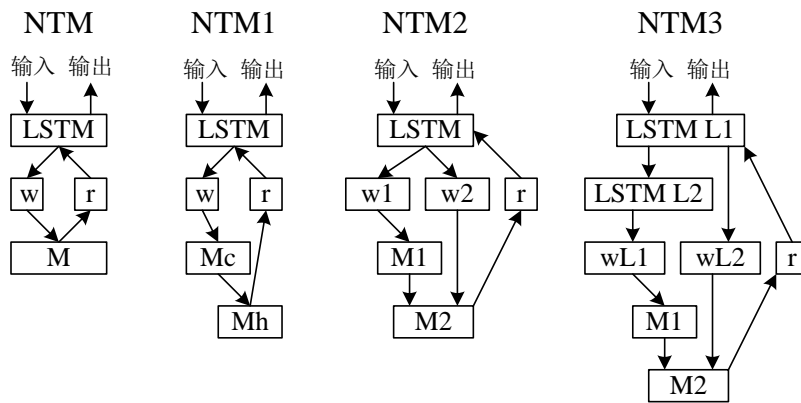 NTM NTM1 NTM2 NTM3
输入 输出 输入 输出 输入 输出 输入 输出
LSTM LSTM LSTM LSTM L1
w r w r w1 w2 r LSTM L2
M Mc M1 wL1 wL2 r
Mh M2 M1
M2